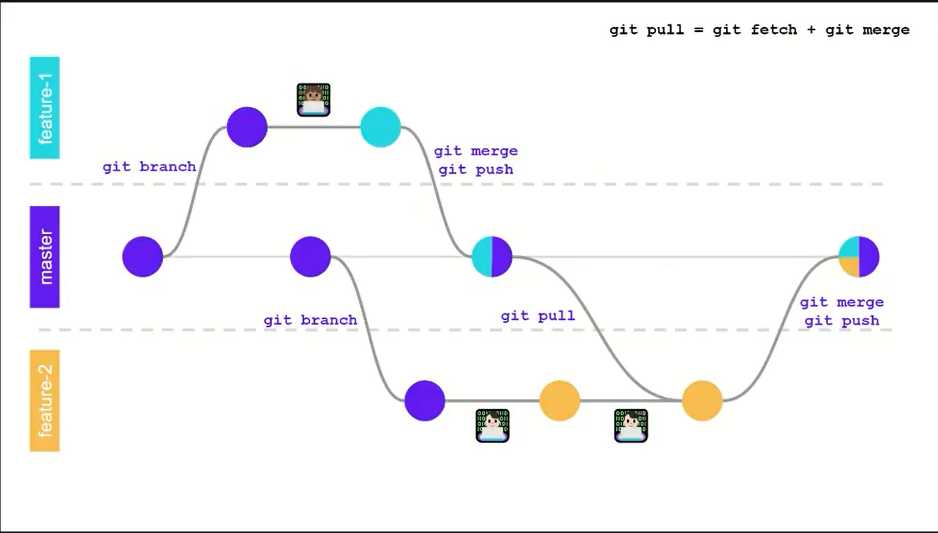 git pull = git fetch + git merge
feature-1
git branch
git merge
git push
master
git branch
git pull
git merge
git push
feature-2